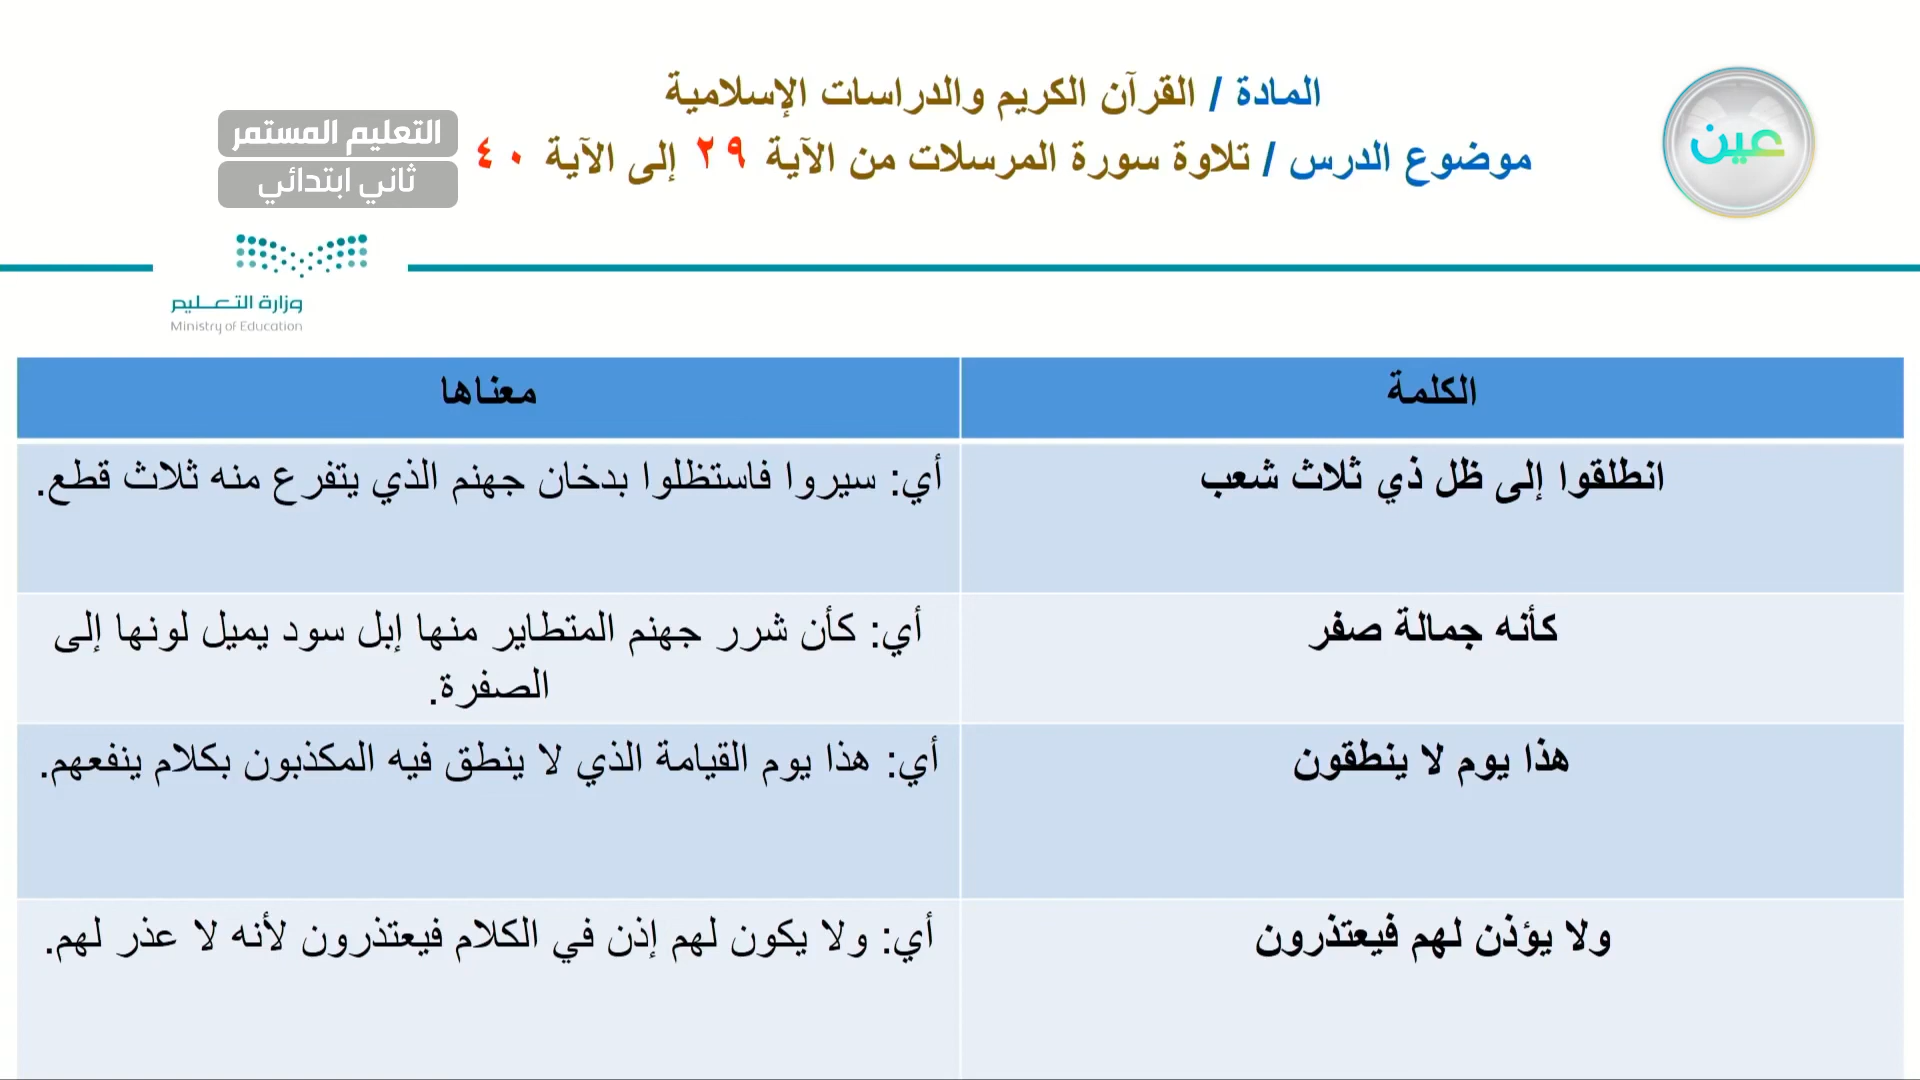 المادة / القرآن الكريم والدراسات الإسلامية
عين
التعليم المستمر
موضوع الدرس / تلاوة سورة المرسلات من الآية ٢٩ إلى الآية ٤٠
ثاني ابتدائي
وزارة التعليم
Ministry of Education
الكلمة
معناها
انطلقوا إلى ظل ذي ثلاث شعب
أي: سيروا فاستظلوا بدخان جهنم الذي يتفرع منه ثلاث قطع.
كأنه جمالة صفر
أي: كأن شرر جهنم المتطاير منها إبل سود يميل لونها إلى
الصفرة.
هذا يوم لا ينطقون
أي: هذا يوم القيامة الذي لا ينطق فيه المكذبون بكلام ينفعهم.
ولا يؤذن لهم فيعتذرون
أي: ولا يكون لهم إذن في الكلام فيعتذرون لأنه لا عذر لهم.